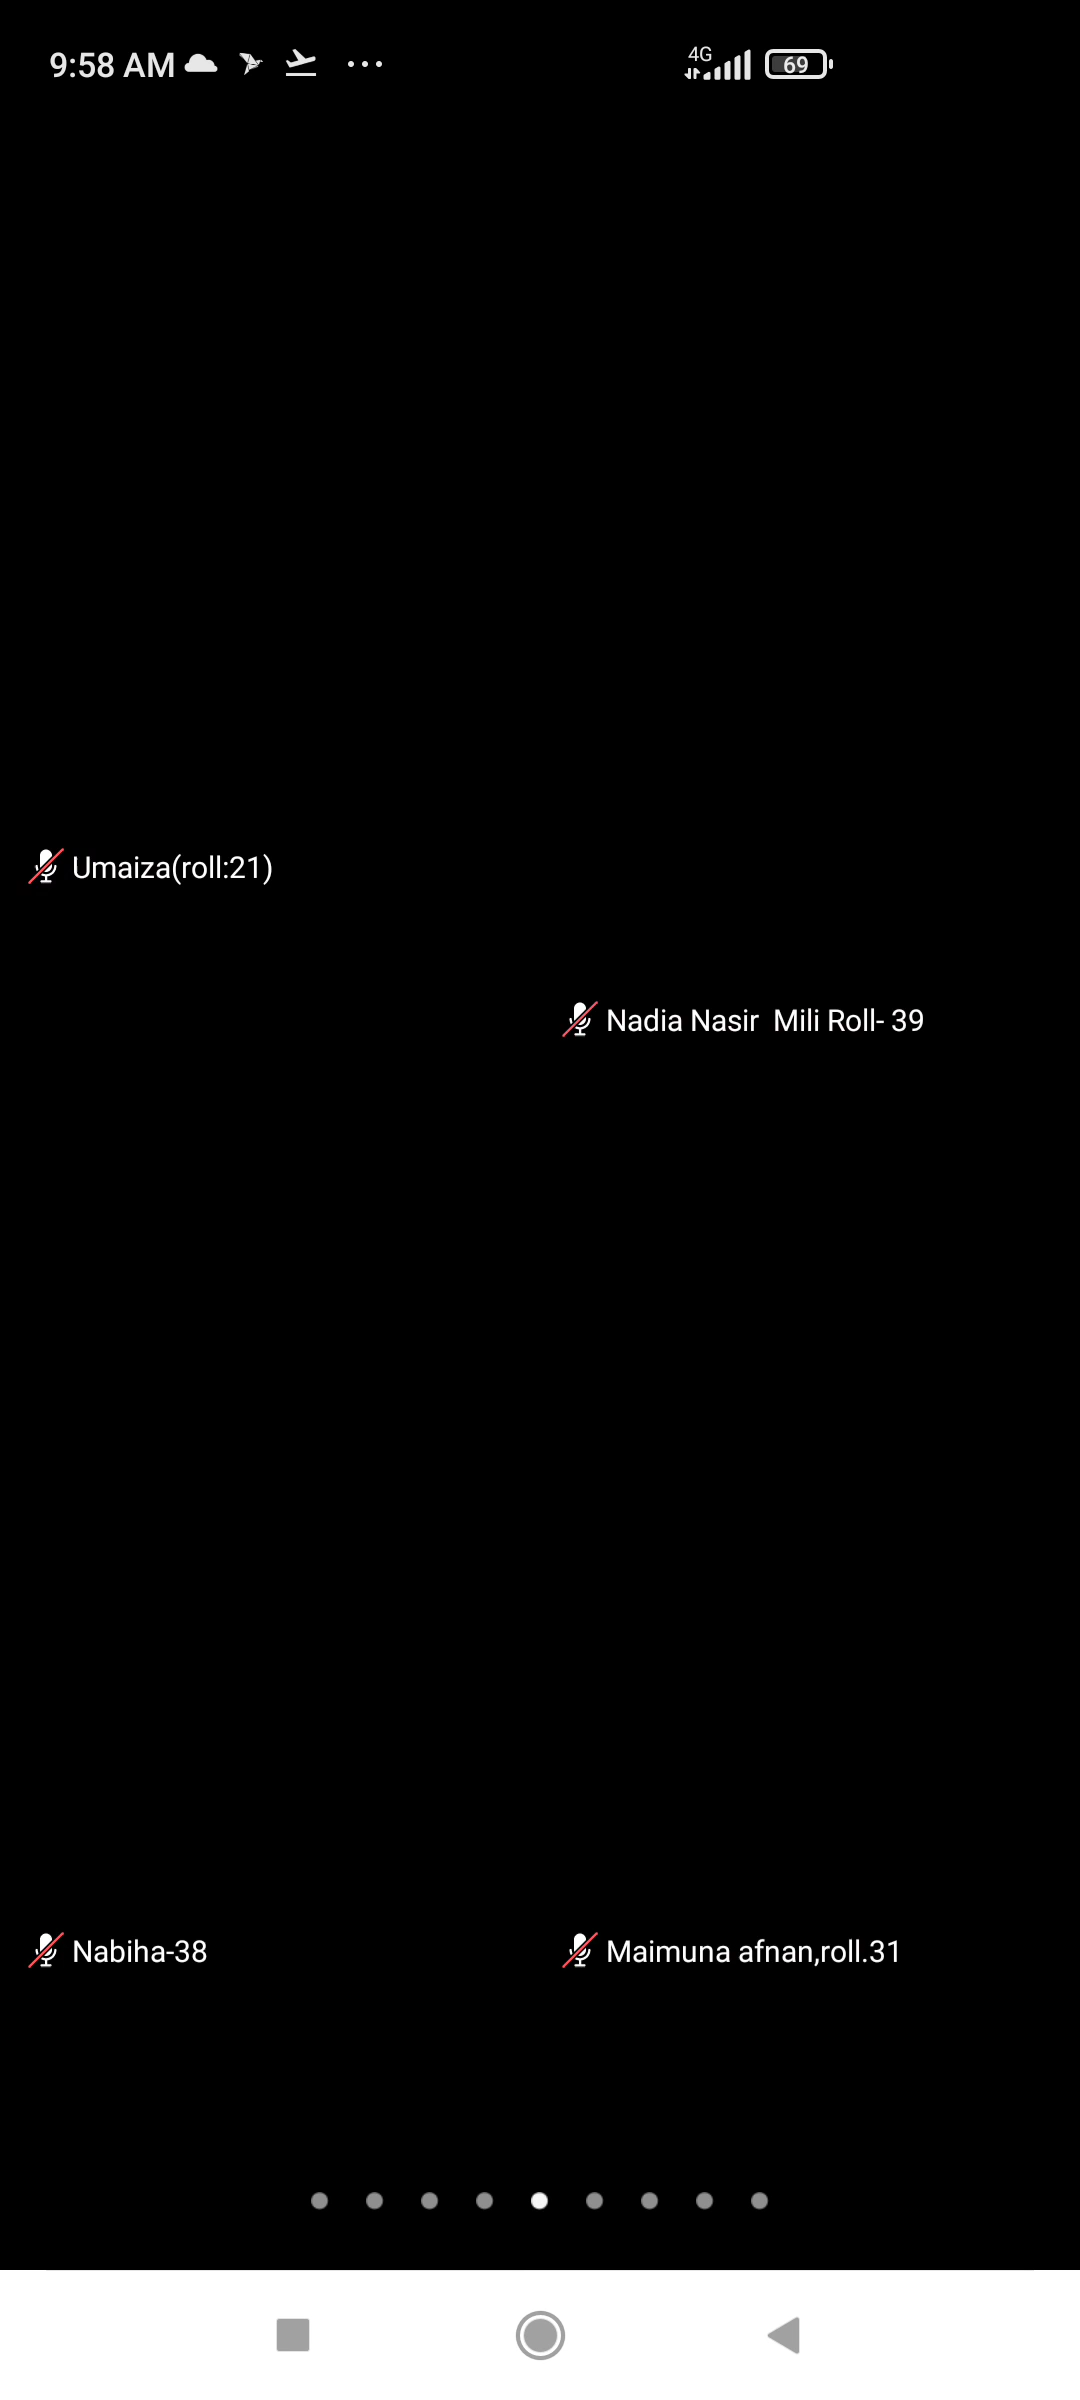 9:58 AM
4G
69
Umaiza(roll:21)
Nadia Nasir  Mili Roll- 39
Nabiha-38
Maimuna afnan,roll.31